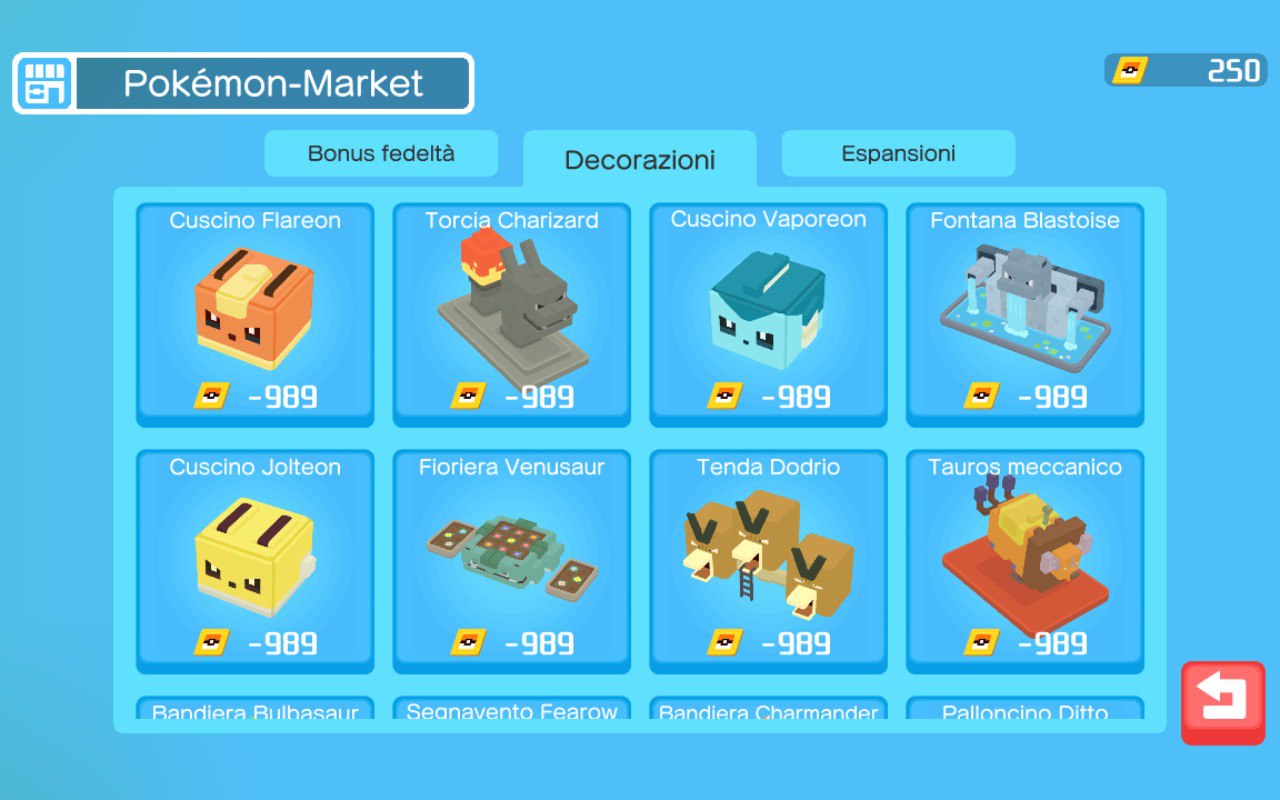 Pokémon-Market
250
Bonus fedeltà
Decorazioni
Espansioni
Cuscino Flareon
Torcia Charizard
Cuscino Vaporeon
Fontana Blastoise
-989
-989
-989
-989
Cuscino Jolteon
Fioriera Venusaur
Tenda Dodrio
Tauros meccanico
-989
-989
-989
-989
Bandiera Bulbasaur
Segnavento Fearow
Bandiera Charmander
Palloncino Ditto